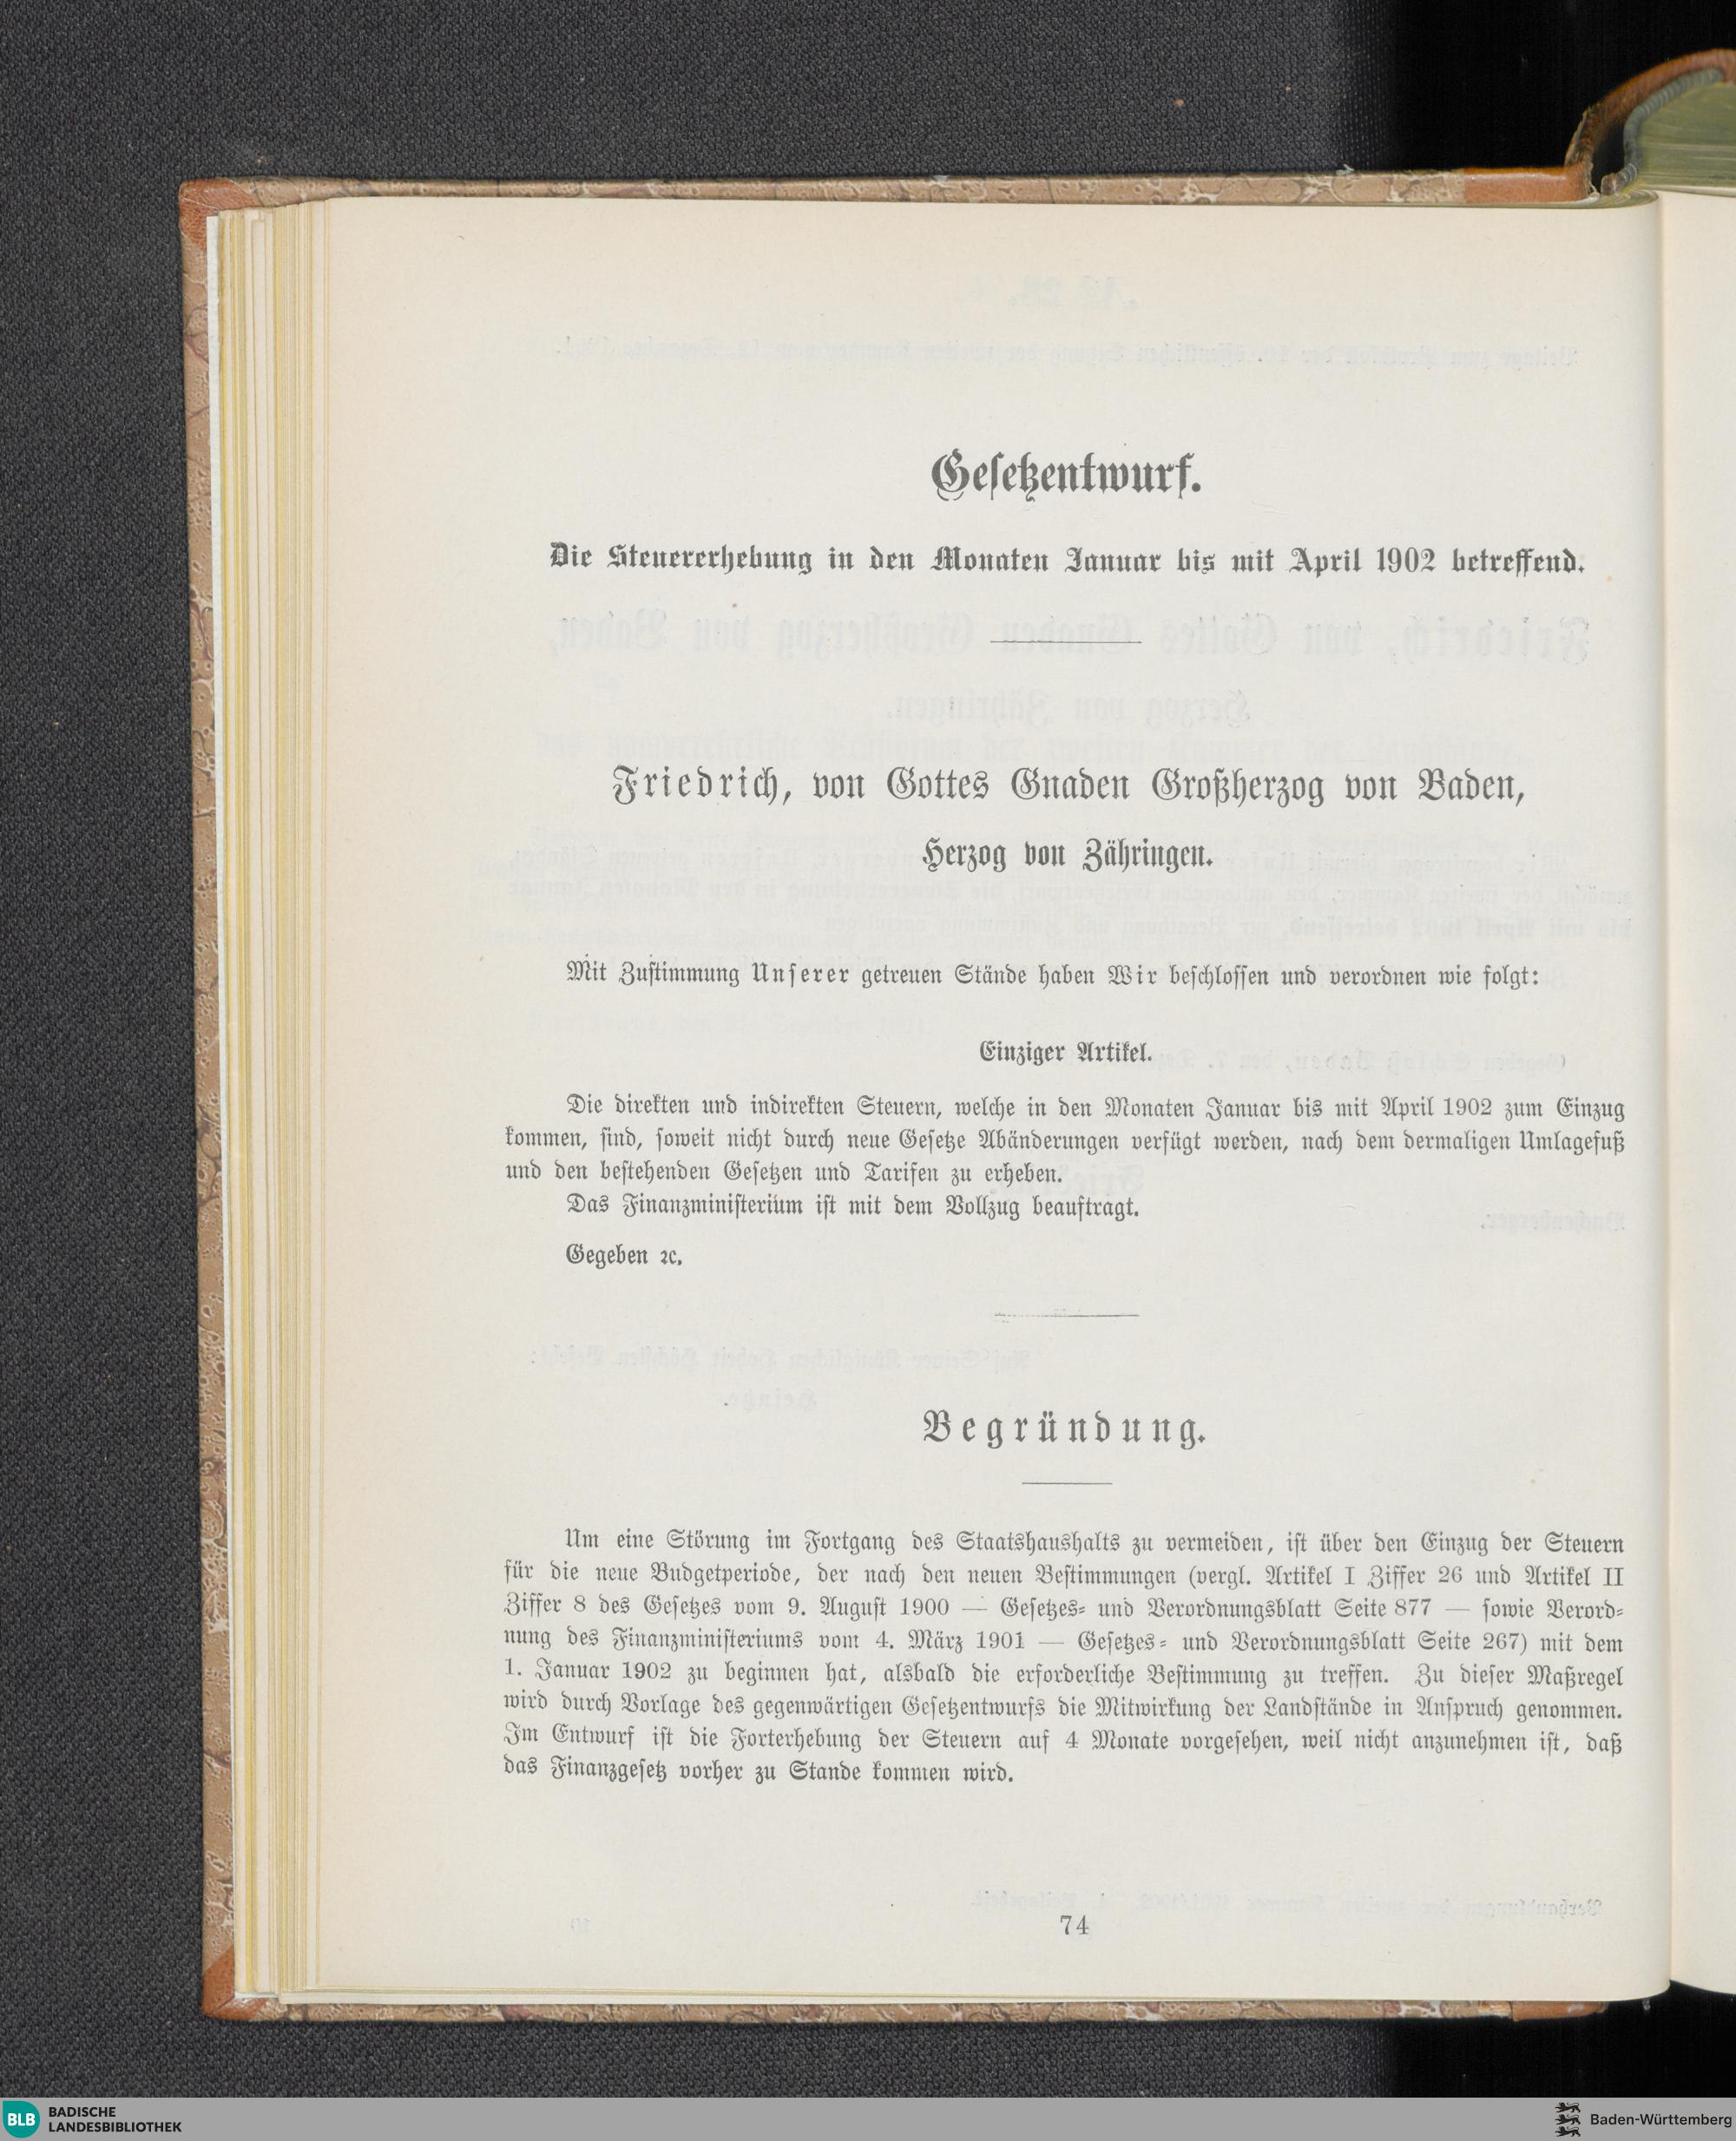 Gesetzentwurf.
Die Steuererhebung in den Monaten Januar bis mit April 1902 betreffend.
Friedrich, von Gottes Gnaden Großherzog von Baden,
Herzog von Zähringen.
Mit Zustimmung Unserer getreuen Stände haben Wir beschlossen und verordnen wie folgt:
Einziger Artikel.
Die direkten und indirekten Steuern, welche in den Monaten Januar bis mit April 1902 zum Einzug
kommen, sind, soweit nicht durch neue Gesetze Abänderungen verfügt werden, nach dem dermaligen Umlagefuß
und den bestehenden Gesetzen und Tarifen zu erheben.
Das Finanzministerium ist mit dem Vollzug beauftragt.
Gegeben ꝛc.
Begründung.
Um eine Störung im Fortgang des Staatshaushalts zu vermeiden, ist über den Einzug der Steuern
für die neue Budgetperiode, der nach den neuen Bestimmungen (vergl. Artikel I Ziffer 26 und Artikel II
Ziffer 8 des Gesetzes vom 9. August 1900 — Gesetzes- und Verordnungsblatt Seite 877 — sowie Verord-
nung des Finanzministeriums vom 4. März 1901 — Gesetzes- und Verordnungsblatt Seite 267) mit dem
1. Januar 1902 zu beginnen hat, alsbald die erforderliche Bestimmung zu treffen. Zu dieser Maßregel
wird durch Vorlage des gegenwärtigen Gesetzentwurfs die Mitwirkung der Landstände in Anspruch genommen.
Im Entwurf ist die Forterhebung der Steuern auf 4 Monate vorgesehen, weil nicht anzunehmen ist, daß
das Finanzgesetz vorher zu Stande kommen wird.
74
BLB BADISCHE
LANDESBIBLIOTHEK
Baden-Württemberg